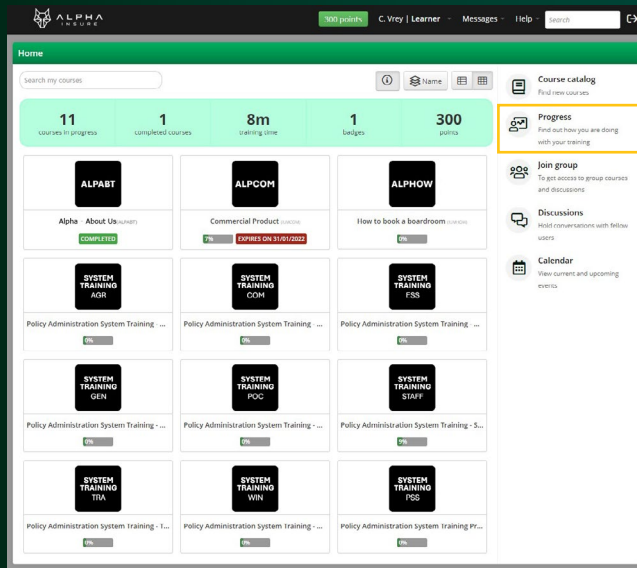 ALPHA
INSURE
300 points
C. Vrey | Learner
Messages
Help
Search
Home
Search my courses
Name
11
courses in progress
1
completed courses
8m
training time
1
badges
300
points
Course catalog
Find new courses
Progress
Find out how you are doing
with your training
Join group
To get access to group courses
and discussions
Discussions
Hold conversations with fellow
users
Calendar
View current and upcoming
events
ALPABT
Alpha - About Us (ALPABT)
COMPLETED
ALPCOM
Commercial Product
7%
EXPIRES ON 31/01/2022
ALPHOW
How to book a boardroom
0%
SYSTEM
TRAINING
AGR
Policy Administration System Training - ...
0%
SYSTEM
TRAINING
COM
Policy Administration System Training - ...
0%
SYSTEM
TRAINING
ESS
Policy Administration System Training - ...
0%
SYSTEM
TRAINING
GEN
Policy Administration System Training - ...
0%
SYSTEM
TRAINING
POC
Policy Administration System Training - ...
0%
SYSTEM
TRAINING
STAFF
Policy Administration System Training - S...
9%
SYSTEM
TRAINING
TRA
Policy Administration System Training - T...
0%
SYSTEM
TRAINING
WIN
Policy Administration System Training - ...
0%
SYSTEM
TRAINING
PSS
Policy Administration System Training Pr...
0%